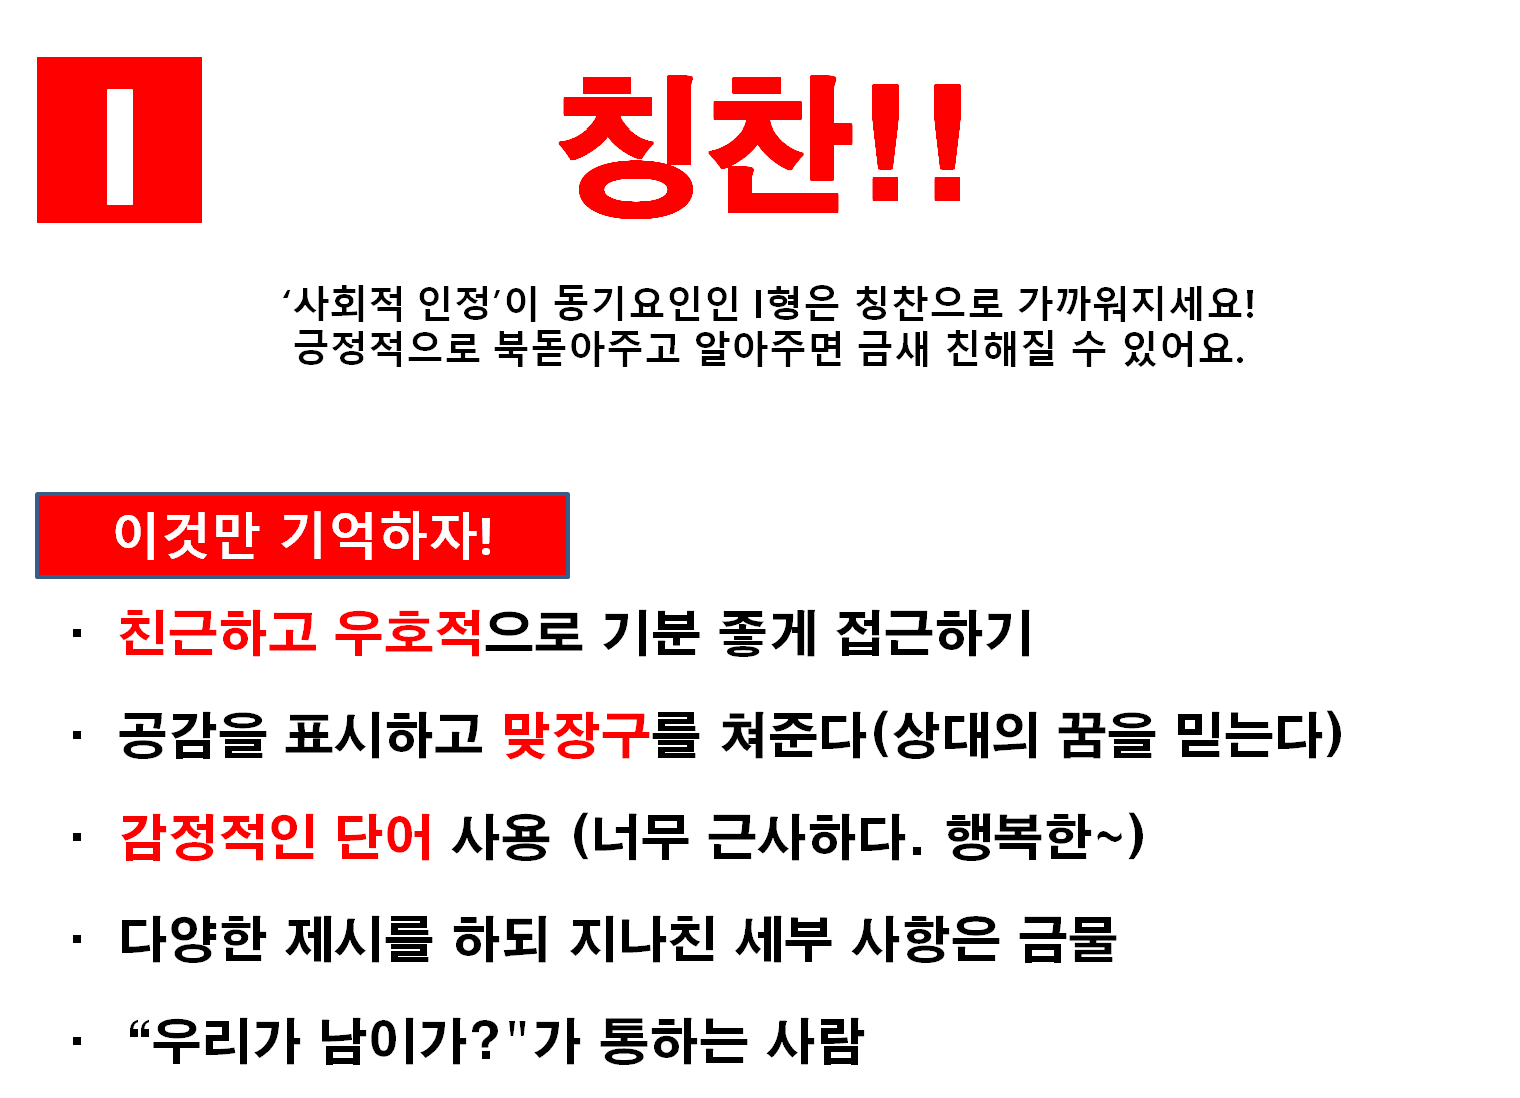 I
칭찬!!
‘사회적 인정’이 동기요인인 I형은 칭찬으로 가까워지세요!
긍정적으로 북돋아주고 알아주면 금새 친해질 수 있어요.
이것만 기억하자!
· 친근하고 우호적으로 기분 좋게 접근하기
· 공감을 표시하고 맞장구를 쳐준다(상대의 꿈을 믿는다)
· 감정적인 단어 사용 (너무 근사하다. 행복한~)
· 다양한 제시를 하되 지나친 세부 사항은 금물
· “우리가 남이가?"가 통하는 사람